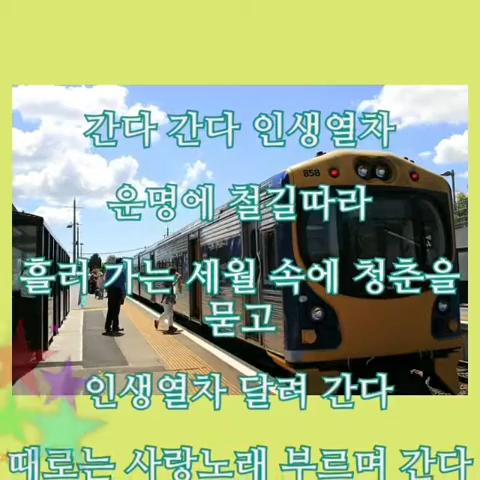 858
간다 간다 인생열차
운명에 철길따라
흘러 가는 세월 속에 청춘을
묻고
인생열차 달려 간다
때로는 사랑노래 부르며 간다